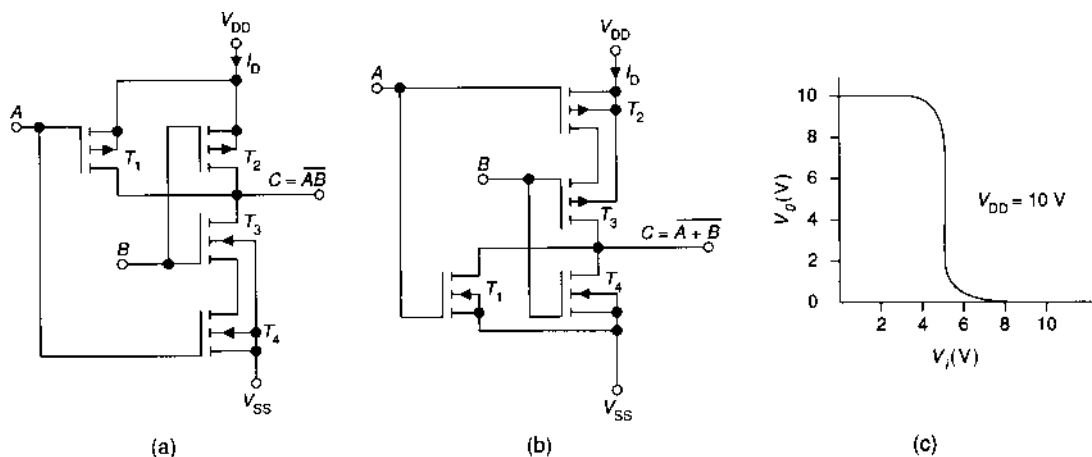 V_DD
I_D
A
T_1
T_2
C = \overline{AB}
T_3
B
T_4
V_SS
(a)
V_DD
I_D
A
T_2
B
T_3
C = \overline{A + B}
T_1
T_4
V_SS
(b)
10
8
6
4
2
0
V_0(V)
V_DD = 10 V
2 4 6 8 10
V_i(V)
(c)